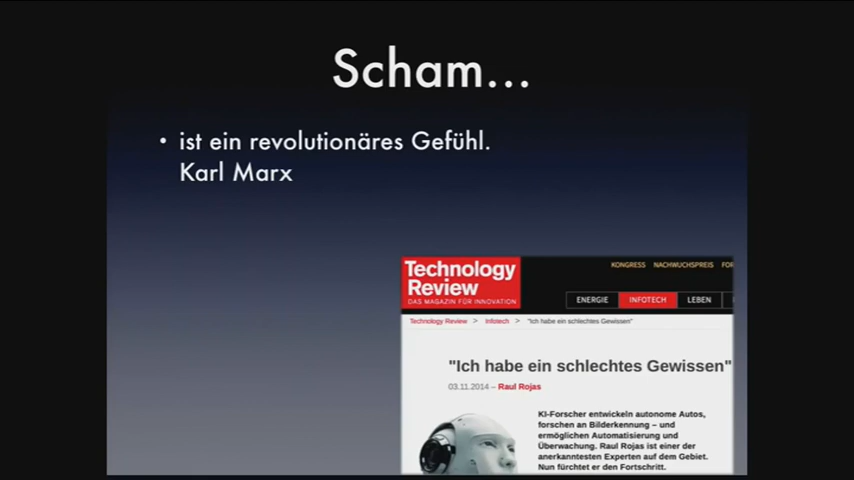 Scham...
• ist ein revolutionäres Gefühl.
Karl Marx
Technology
Review
DAS MAGAZIN FÜR INNOVATION
KONGRESS NACHWUCHSPREIS FOR
ENERGIE INFOTECH LEBEN
Technology Review > Infotech > "Ich habe ein schlechtes Gewissen"
"Ich habe ein schlechtes Gewissen"
03.11.2014 – Raul Rojas
KI-Forscher entwickeln autonome Autos,
forschen an Bilderkennung – und
ermöglichen Automatisierung und
Überwachung. Raul Rojas ist einer der
anerkanntesten Experten auf dem Gebiet.
Nun fürchtet er den Fortschritt.